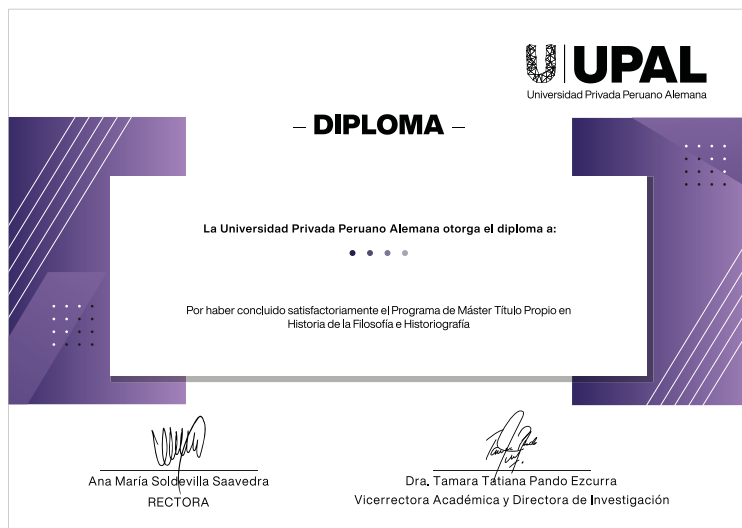 UPAL
Universidad Privada Peruano Alemana
– DIPLOMA –
La Universidad Privada Peruano Alemana otorga el diploma a:
Por haber concluido satisfactoriamente el Programa de Máster Título Propio en
Historia de la Filosofía e Historiografía
Ana María Soldevilla Saavedra
RECTORA
Dra. Tamara Tatiana Pando Ezcurra
Vicerrectora Académica y Directora de Investigación